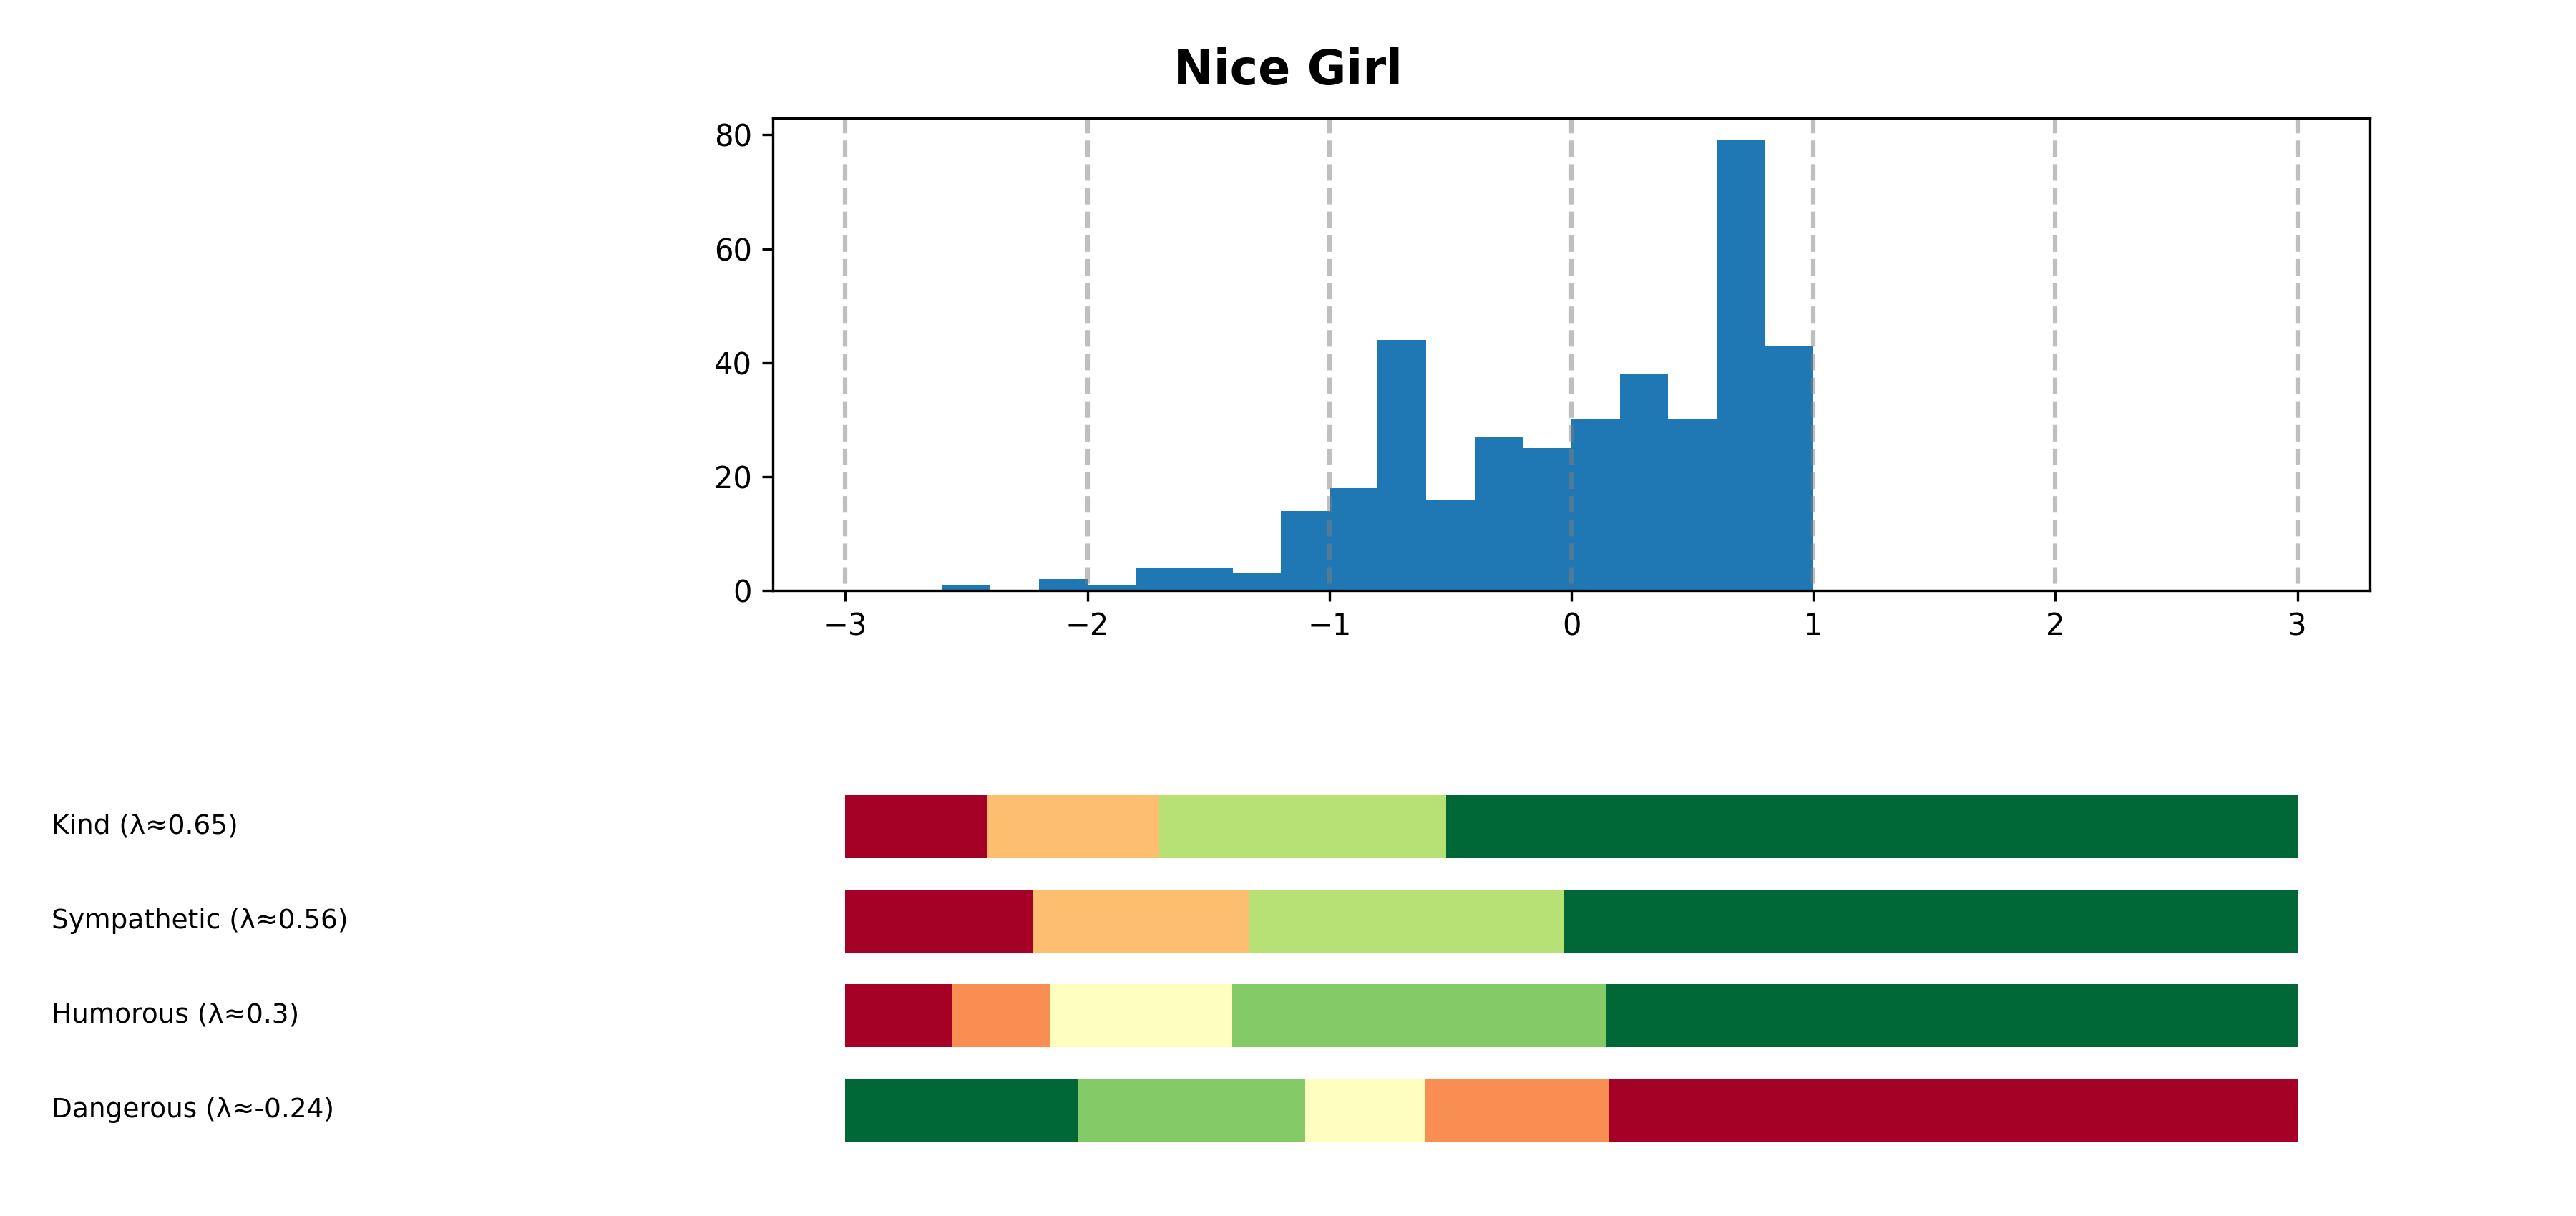 Nice Girl
80
60
40
20
0
−3 −2 −1 0 1 2 3
Kind (λ≈0.65)
Sympathetic (λ≈0.56)
Humorous (λ≈0.3)
Dangerous (λ≈-0.24)